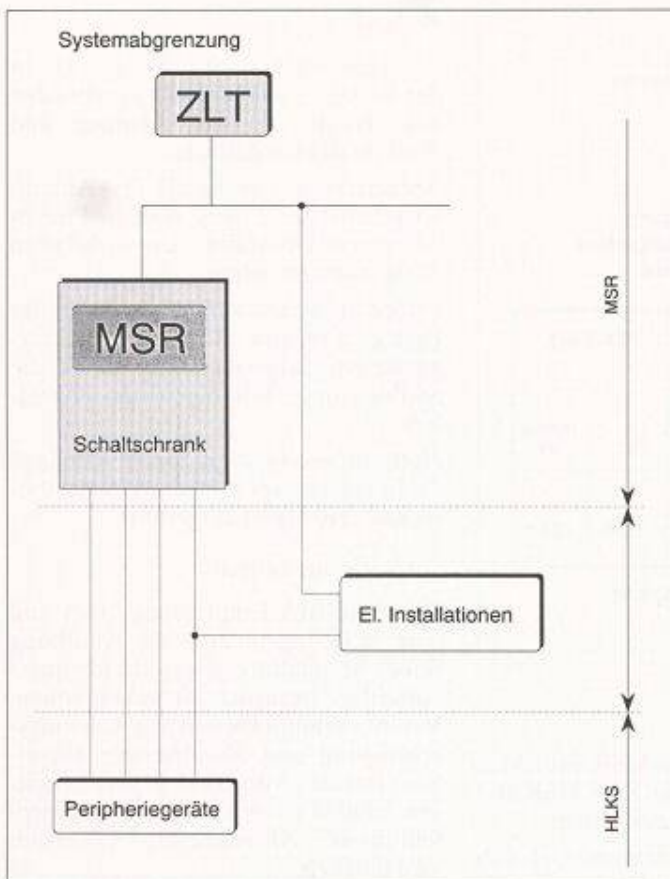 Systemabgrenzung
ZLT
MSR
MSR
Schaltschrank
El. Installationen
Peripheriegeräte
HLKS